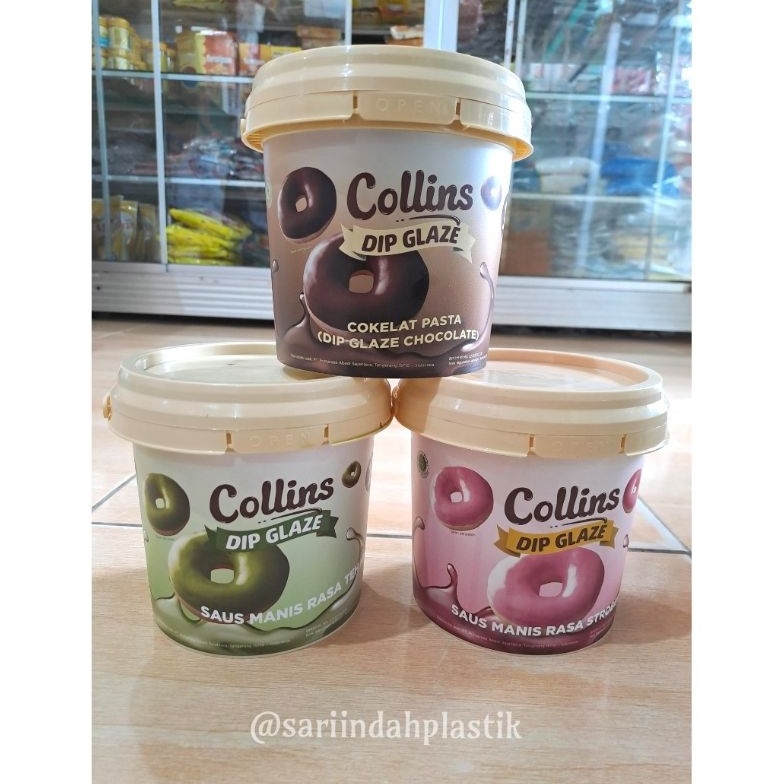 OPEN
Collins
DIP GLAZE
COKELAT PASTA
(DIP GLAZE CHOCOLATE)
OPEN
Collins
DIP GLAZE
SAUS MANIS RASA
OPEN
Collins
DIP GLAZE
SAUS MANIS RASA
@sariindahplastik